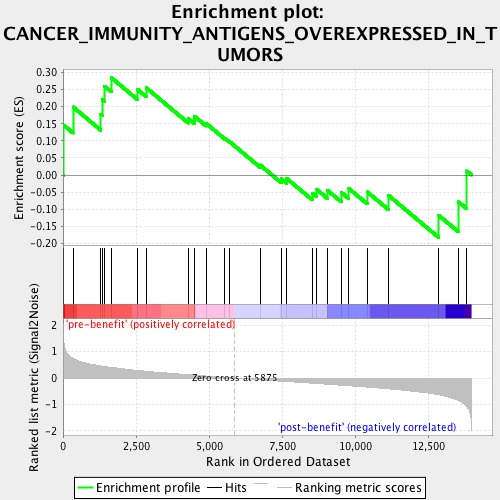 Enrichment plot:
CANCER_IMMUNITY_ANTIGENS_OVEREXPRESSED_IN_T
UMORS
Enrichment score (ES)
0.30
0.25
0.20
0.15
0.10
0.05
0.00
-0.05
-0.10
-0.15
-0.20
'pre-benefit' (positively correlated)
Ranked list metric (Signal2Noise)
2
1
0
-1
-2
Zero cross at 5875
'post-benefit' (negatively correlated)
0
2,500
5,000
7,500
10,000
12,500
Rank in Ordered Dataset
Enrichment profile
Hits
Ranking metric scores